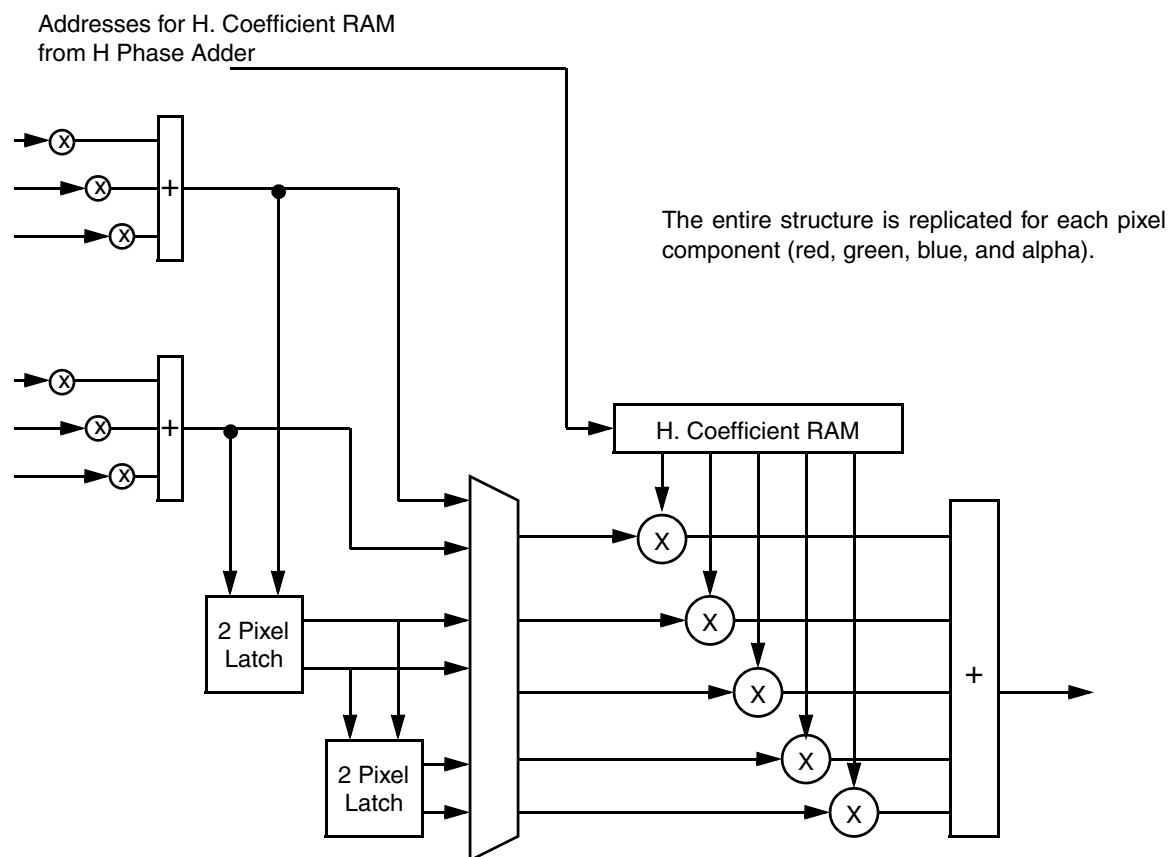 Addresses for H. Coefficient RAM
from H Phase Adder
X
X
+
X
The entire structure is replicated for each pixel
component (red, green, blue, and alpha).
X
X
+
X
H. Coefficient RAM
X
2 Pixel
Latch
X
X
+
2 Pixel
Latch
X
X